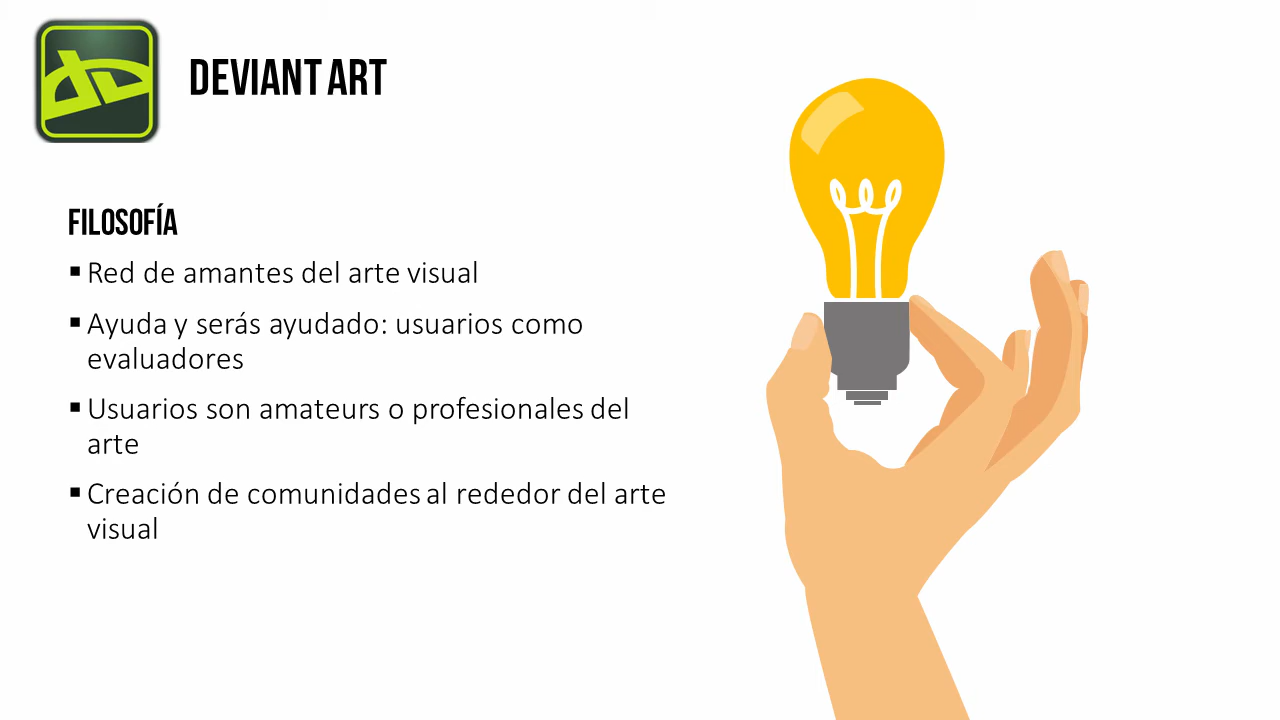 DEVIANT ART
FILOSOFÍA
▪ Red de amantes del arte visual
▪ Ayuda y serás ayudado: usuarios como
evaluadores
▪ Usuarios son amateurs o profesionales del
arte
▪ Creación de comunidades al rededor del arte
visual